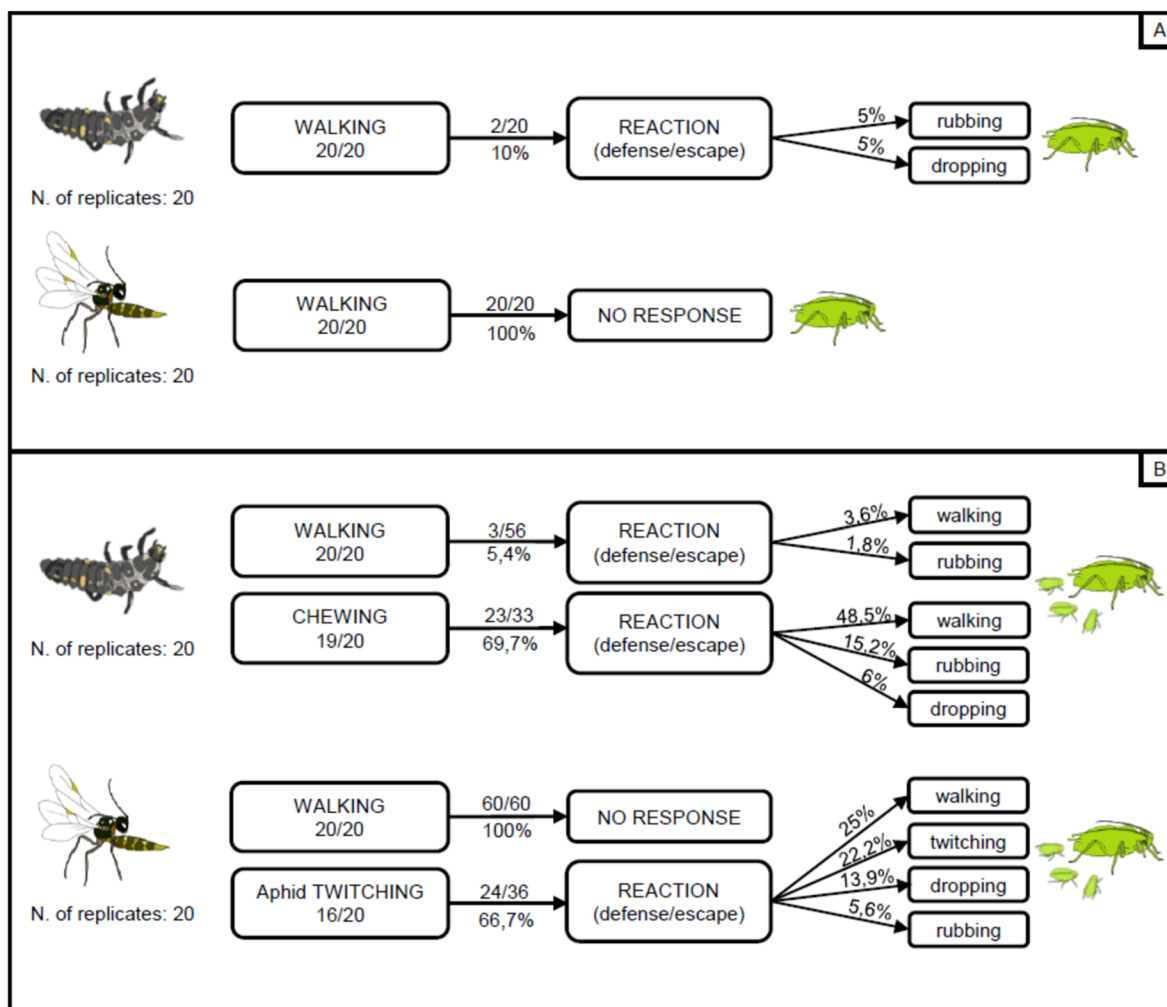 A
WALKING
20/20
2/20
10%
REACTION
(defense/escape)
5%
rubbing
5%
dropping
N. of replicates: 20
WALKING
20/20
20/20
100%
NO RESPONSE
N. of replicates: 20
B
WALKING
20/20
3/56
5,4%
REACTION
(defense/escape)
3,6%
walking
1,8%
rubbing
CHEWING
19/20
23/33
69,7%
REACTION
(defense/escape)
48,5%
walking
15,2%
rubbing
6%
dropping
N. of replicates: 20
WALKING
20/20
60/60
100%
NO RESPONSE
Aphid TWITCHING
16/20
24/36
66,7%
REACTION
(defense/escape)
25%
walking
22,2%
twitching
13,9%
dropping
5,6%
rubbing
N. of replicates: 20